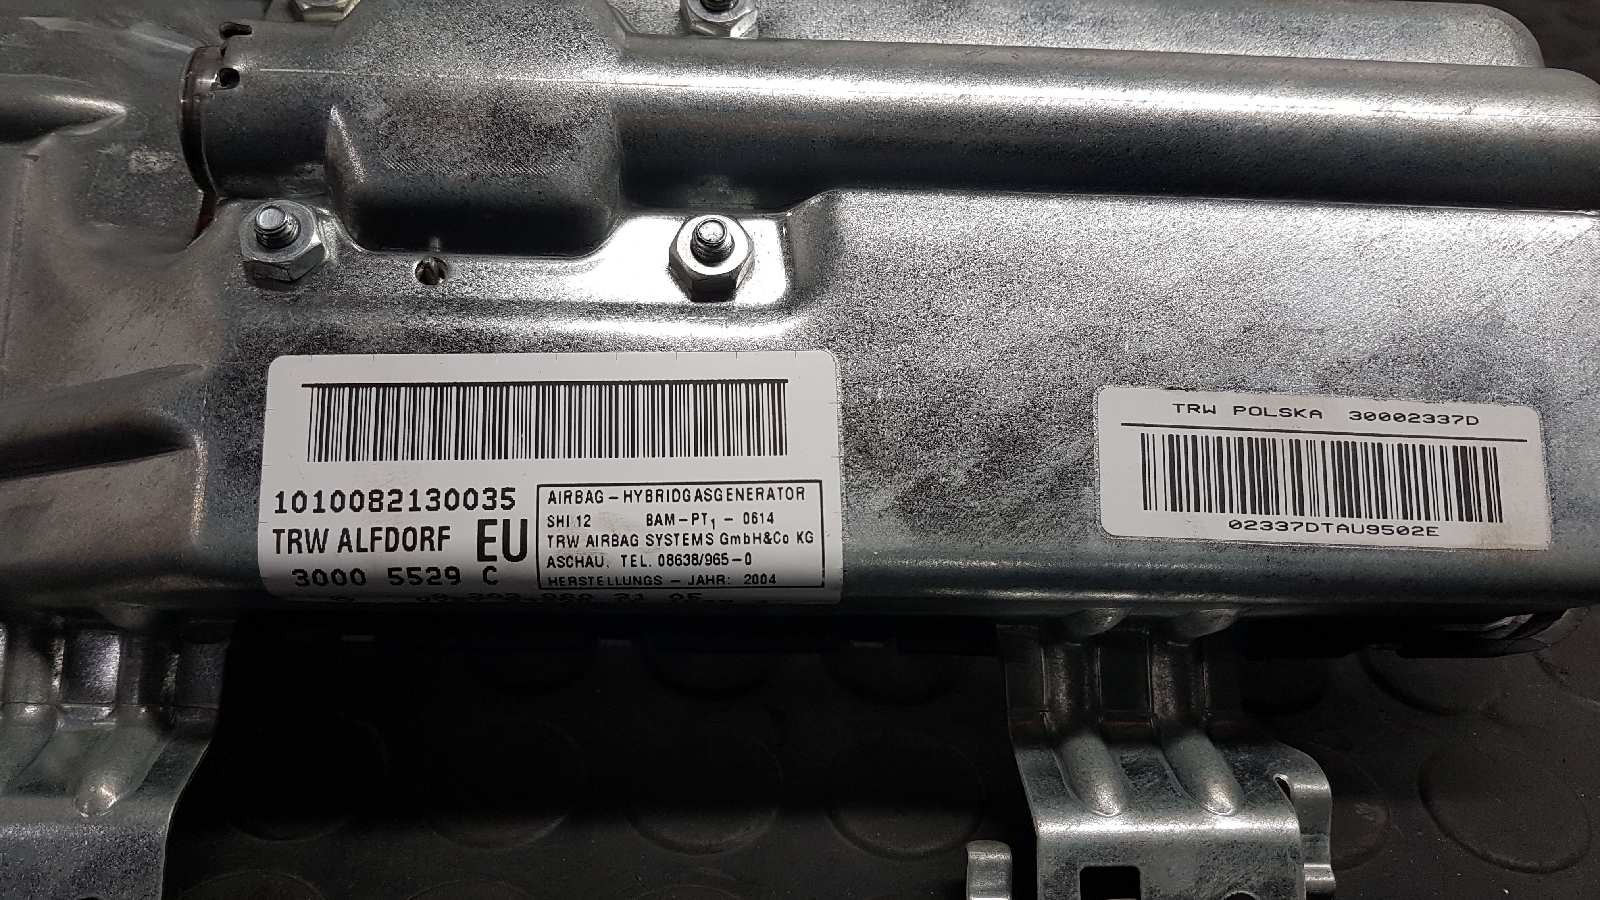 1010082130035
TRW ALFDORF EU
3000 5529 C
AIRBAG - HYBRIDGASGENERATOR
SHI 12 BAM-PT1 - 0614
TRW AIRBAG SYSTEMS GmbH&Co KG
ASCHAU, TEL. 08638/965-0
HERSTELLUNGS - JAHR: 2004
TRW POLSKA 30002337D
02337DTAU9502E